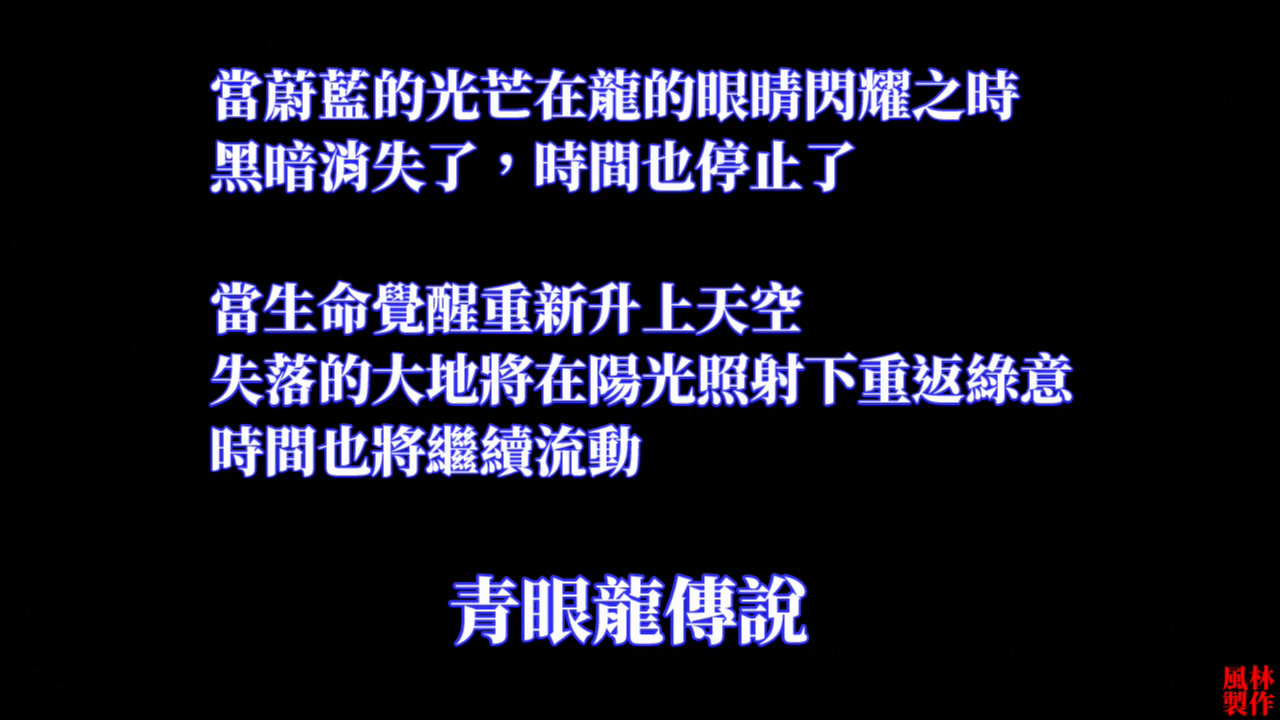 當蔚藍的光芒在龍的眼睛閃耀之時
黑暗消失了，時間也停止了
當生命覺醒重新升上天空
失落的大地將在陽光照射下重返綠意
時間也將繼續流動
青眼龍傳說
風林
製作